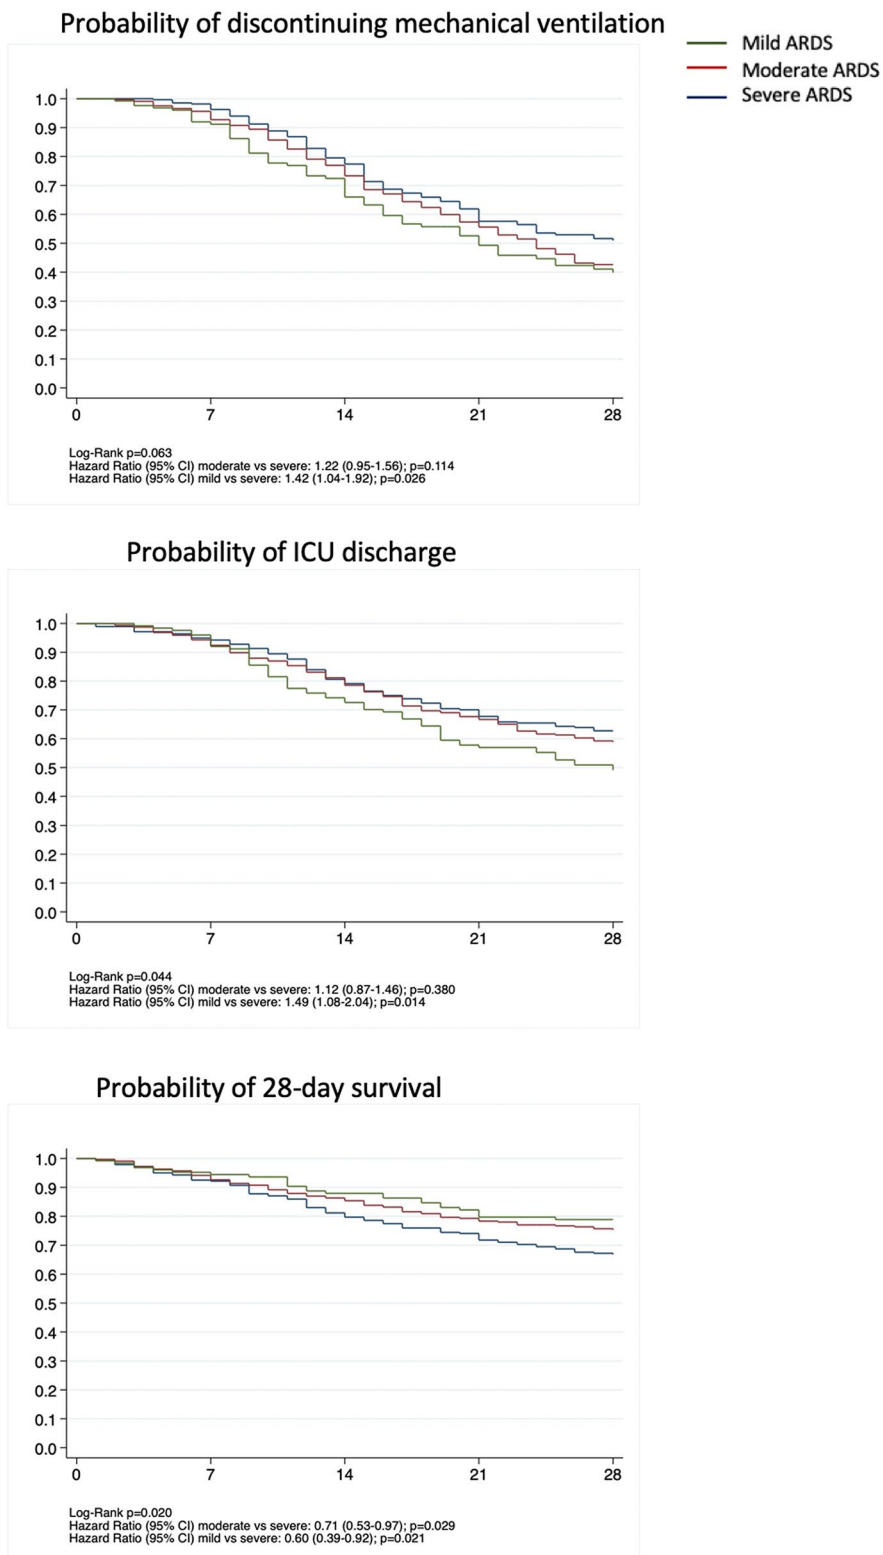 Probability of discontinuing mechanical ventilation
Mild ARDS
Moderate ARDS
Severe ARDS
1.0
0.9
0.8
0.7
0.6
0.5
0.4
0.3
0.2
0.1
0.0
0 7 14 21 28
Log-Rank p=0.063
Hazard Ratio (95% CI) moderate vs severe: 1.22 (0.95-1.56); p=0.114
Hazard Ratio (95% CI) mild vs severe: 1.42 (1.04-1.92); p=0.026
Probability of ICU discharge
1.0
0.9
0.8
0.7
0.6
0.5
0.4
0.3
0.2
0.1
0.0
0 7 14 21 28
Log-Rank p=0.044
Hazard Ratio (95% CI) moderate vs severe: 1.12 (0.87-1.46); p=0.380
Hazard Ratio (95% CI) mild vs severe: 1.49 (1.08-2.04); p=0.014
Probability of 28-day survival
1.0
0.9
0.8
0.7
0.6
0.5
0.4
0.3
0.2
0.1
0.0
0 7 14 21 28
Log-Rank p=0.020
Hazard Ratio (95% CI) moderate vs severe: 0.71 (0.53-0.97); p=0.029
Hazard Ratio (95% CI) mild vs severe: 0.60 (0.39-0.92); p=0.021